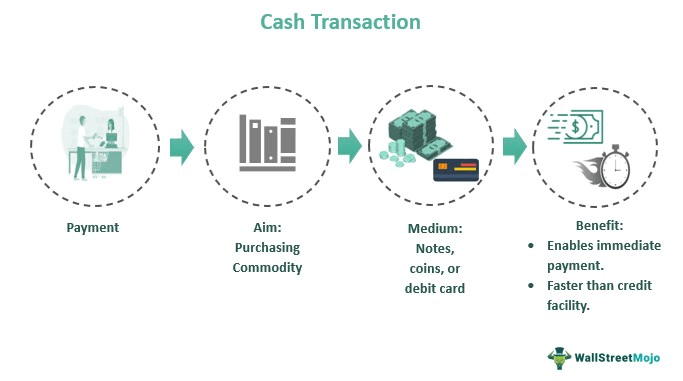 Cash Transaction
Payment
Aim:
Purchasing
Commodity
Medium:
Notes,
coins, or
debit card
Benefit:
• Enables immediate
payment.
• Faster than credit
facility.
$
WallStreetMojo